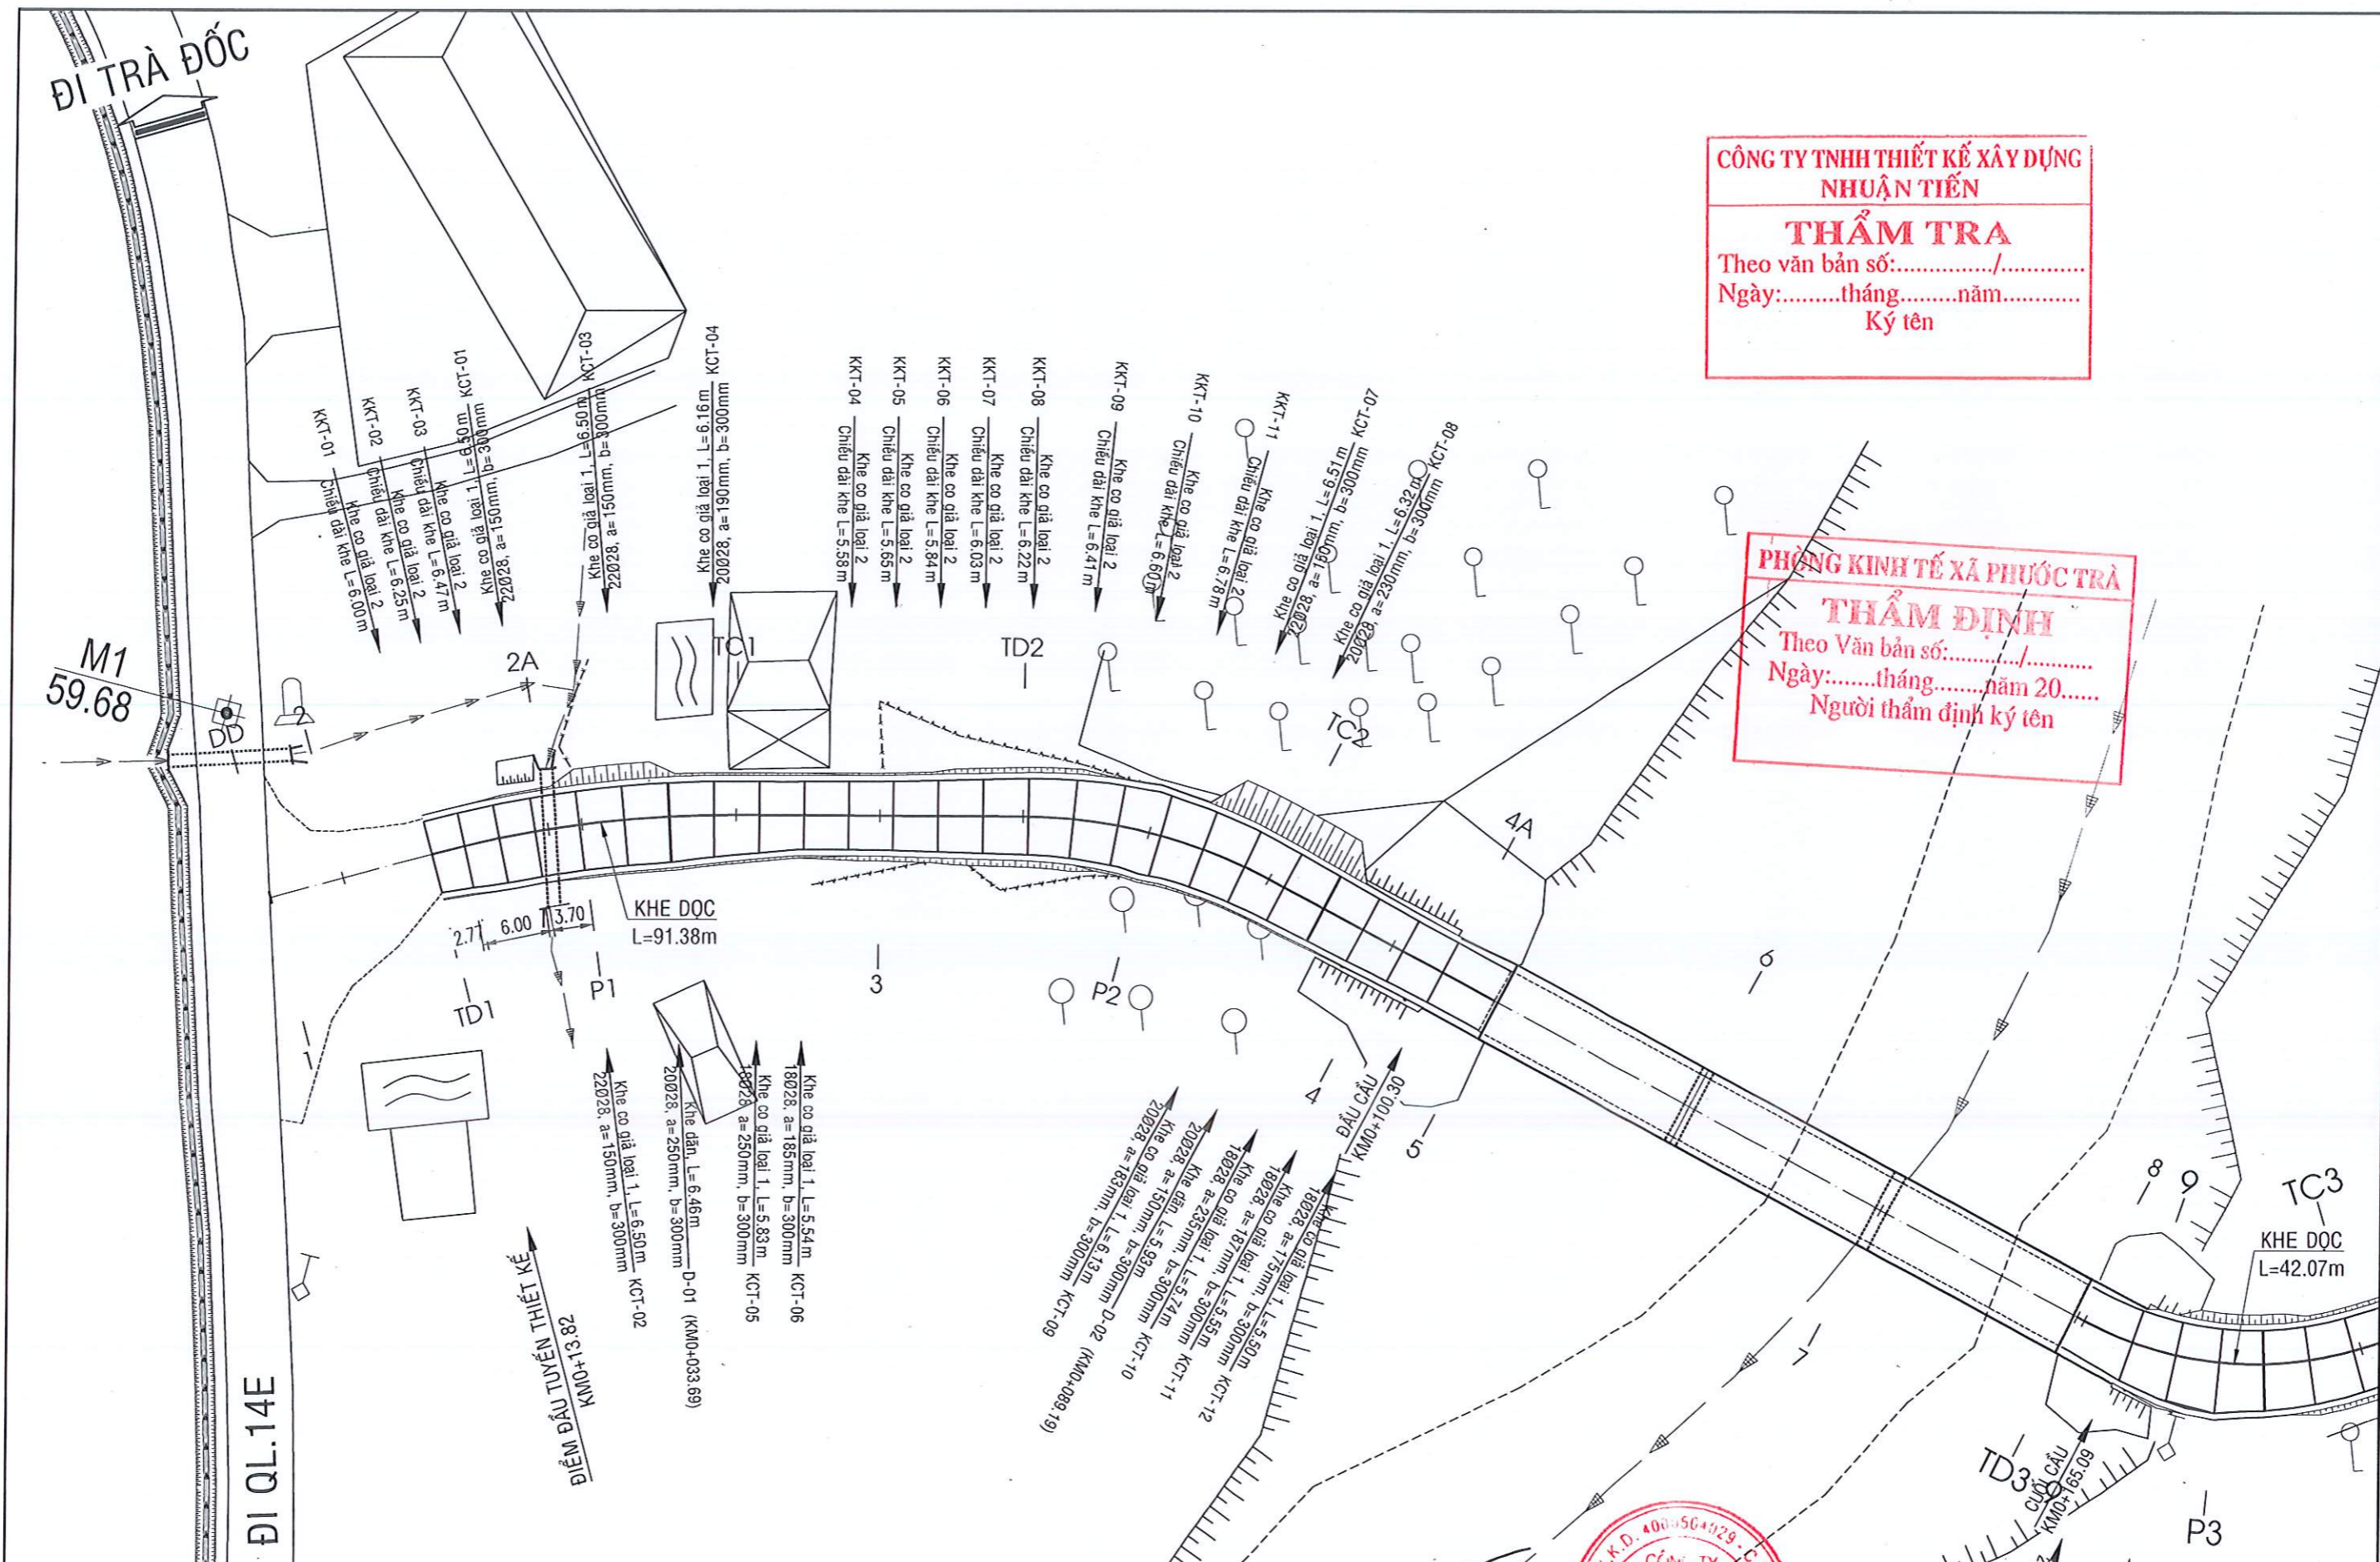 ĐI TRÀ ĐỐC
CÔNG TY TNHH THIẾT KẾ XÂY DỰNG
NHUẬN TIẾN
THẨM TRA
Theo văn bản số:.............../.............
Ngày:.........tháng.........năm............
Ký tên
PHÒNG KINH TẾ XÃ PHƯỚC TRÀ
THẨM ĐỊNH
Theo Văn bản số:.........../...........
Ngày:.......tháng........năm 20......
Người thẩm định ký tên
KKT-01
Khe co giả loại 2
Chiều dài khe L=6.00m
KKT-02
Khe co giả loại 2
Chiều dài khe L=6.25m
KKT-03
Khe co giả loại 2
Chiều dài khe L=6.47m
KCT-01
Khe co giả loại 1, L=6.50m
22Ø28, a=150mm, b=300mm
KCT-03
Khe co giả loại 1, L=6.50m
22Ø28, a=150mm, b=300mm
KCT-04
Khe co giả loại 1, L=6.16m
20Ø28, a=190mm, b=300mm
KKT-04
Khe co giả loại 2
Chiều dài khe L=5.58m
KKT-05
Khe co giả loại 2
Chiều dài khe L=5.65m
KKT-06
Khe co giả loại 2
Chiều dài khe L=5.84m
KKT-07
Khe co giả loại 2
Chiều dài khe L=6.03m
KKT-08
Khe co giả loại 2
Chiều dài khe L=6.22m
KKT-09
Khe co giả loại 2
Chiều dài khe L=6.41m
KKT-10
Khe co giả loại 2
Chiều dài khe L=6.60m
KKT-11
Khe co giả loại 2
Chiều dài khe L=6.78m
KCT-07
Khe co giả loại 1, L=6.51m
22Ø28, a=160mm, b=300mm
KCT-08
Khe co giả loại 1, L=6.32m
20Ø28, a=230mm, b=300mm
M1
59.68
DD
2
2A
TC1
TD2
TC2
4A
KHE DỌC
L=91.38m
2.77
6.00
3.70
TD1
P1
3
P2
1
4
5
6
7
8
9
TC3
KHE DỌC
L=42.07m
ĐẦU CẦU
KM0+100.30
Khe co giả loại 1, L=6.50m
22Ø28, a=150mm, b=300mm
KCT-02
Khe dãn, L=6.46m
20Ø28, a=250mm, b=300mm
D-01 (KM0+033.69)
Khe co giả loại 1, L=5.83m
18Ø28, a=250mm, b=300mm
KCT-05
Khe co giả loại 1, L=5.54m
18Ø28, a=185mm, b=300mm
KCT-06
Khe co giả loại 1, L=6.13m
20Ø28, a=183mm, b=300mm
KCT-09
Khe dãn, L=5.93m
20Ø28, a=150mm, b=300mm
D-02 (KM0+089.19)
Khe co giả loại 1, L=5.74m
18Ø28, a=235mm, b=300mm
KCT-10
Khe co giả loại 1, L=5.55m
18Ø28, a=187mm, b=300mm
KCT-11
Khe co giả loại 1, L=5.50m
18Ø28, a=175mm, b=300mm
KCT-12
ĐIỂM ĐẦU TUYẾN THIẾT KẾ
KM0+13.82
ĐI QL.14E
TD3
CUỐI CẦU
KM0+165.09
P3